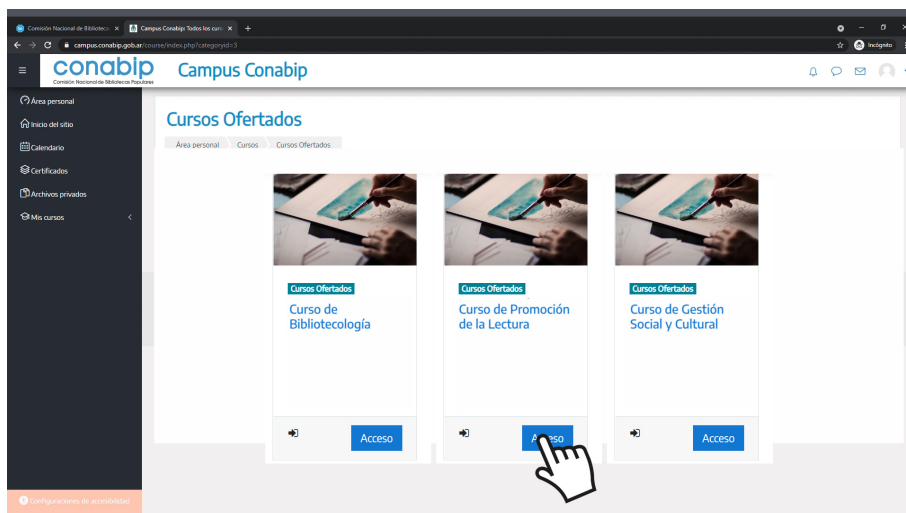 Comisión Nacional de Bibliotecas
Campus Conabip: Todos los curs
campus.conabip.gob.ar/course/index.php?categoryid=3
Incógnito
conabip
Comisión Nacional de Bibliotecas Populares
Campus Conabip
Área personal
Inicio del sitio
Calendario
Certificados
Archivos privados
Mis cursos
Configuraciones de accesibilidad
Cursos Ofertados
Área personal Cursos Cursos Ofertados
Cursos Ofertados
Curso de
Bibliotecología
Acceso
Cursos Ofertados
Curso de Promoción
de la Lectura
Acceso
Cursos Ofertados
Curso de Gestión
Social y Cultural
Acceso